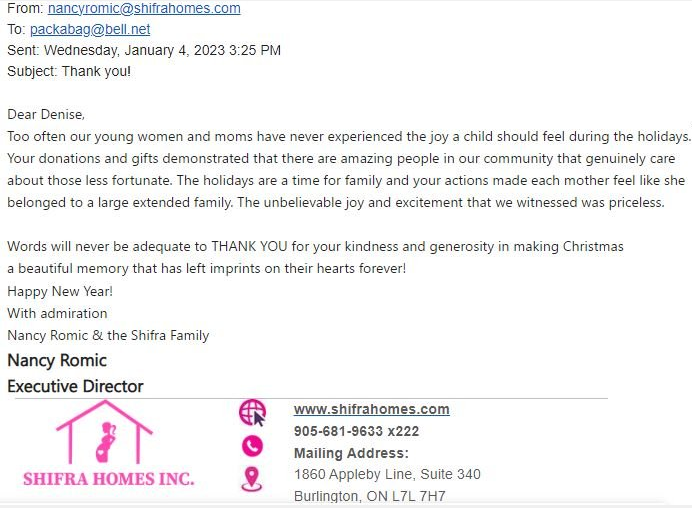 From: nancyromic@shifrahomes.com
To: packabag@bell.net
Sent: Wednesday, January 4, 2023 3:25 PM
Subject: Thank you!
Dear Denise,
Too often our young women and moms have never experienced the joy a child should feel during the holidays.
Your donations and gifts demonstrated that there are amazing people in our community that genuinely care
about those less fortunate. The holidays are a time for family and your actions made each mother feel like she
belonged to a large extended family. The unbelievable joy and excitement that we witnessed was priceless.
Words will never be adequate to THANK YOU for your kindness and generosity in making Christmas
a beautiful memory that has left imprints on their hearts forever!
Happy New Year!
With admiration
Nancy Romic & the Shifra Family
Nancy Romic
Executive Director
SHIFRA HOMES INC.
www.shifrahomes.com
905-681-9633 x222
Mailing Address:
1860 Appleby Line, Suite 340
Burlington, ON L7L 7H7